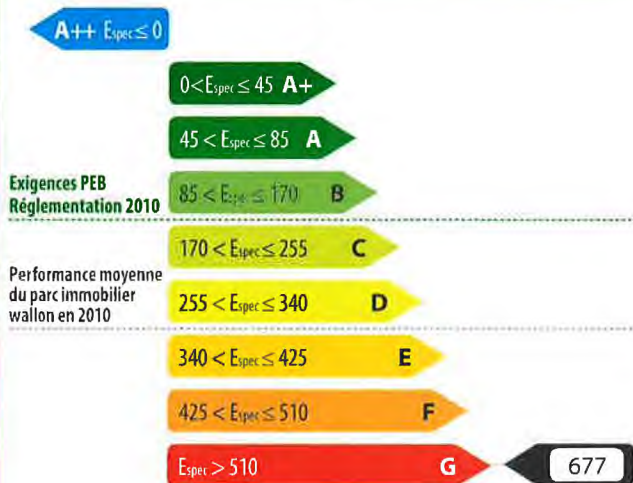 A++ Espec ≤ 0
0 < Espec ≤ 45 A+
45 < Espec ≤ 85 A
Exigences PEB
Réglementation 2010
85 < Espec ≤ 170 B
170 < Espec ≤ 255 C
Performance moyenne
du parc immobilier
wallon en 2010
255 < Espec ≤ 340 D
340 < Espec ≤ 425 E
425 < Espec ≤ 510 F
Espec > 510 G 677